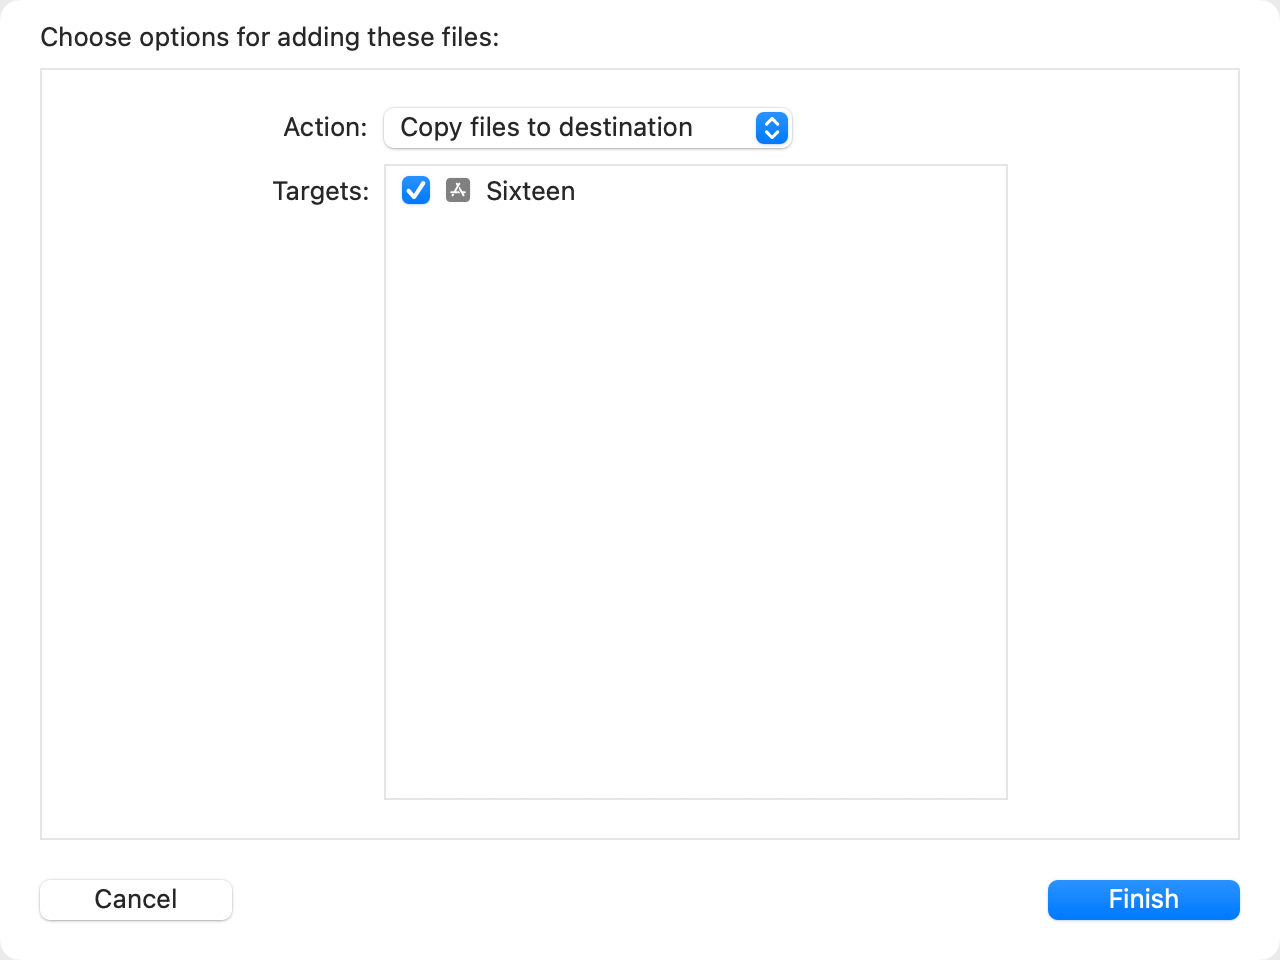 Choose options for adding these files:
Action: Copy files to destination
Targets: Sixteen
Cancel Finish